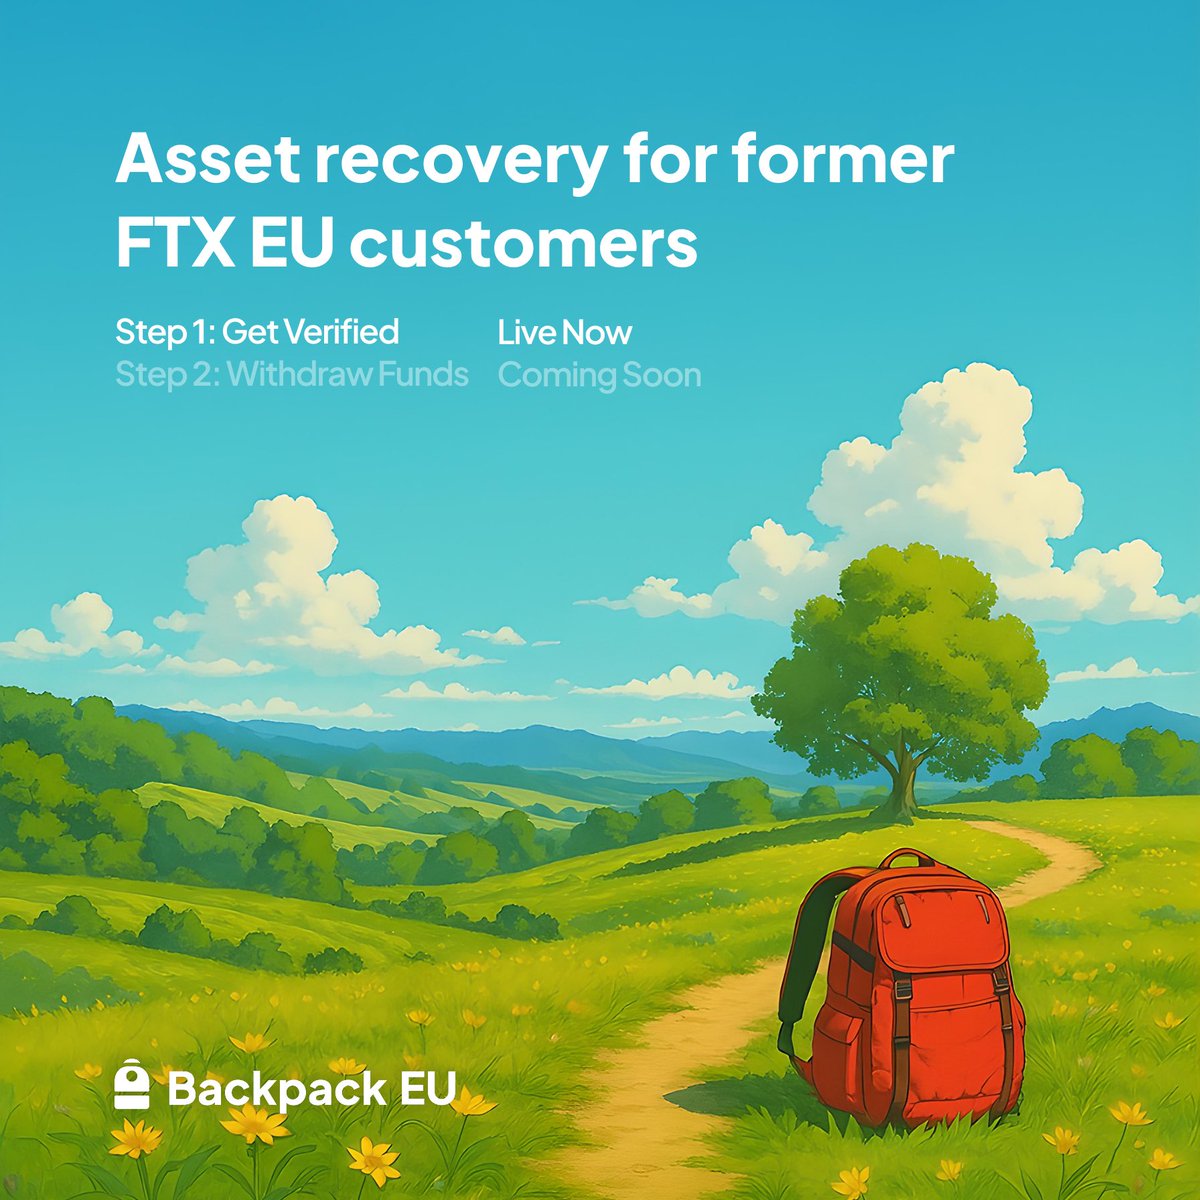 Asset recovery for former
FTX EU customers
Step 1: Get Verified Live Now
Step 2: Withdraw Funds Coming Soon
Backpack EU